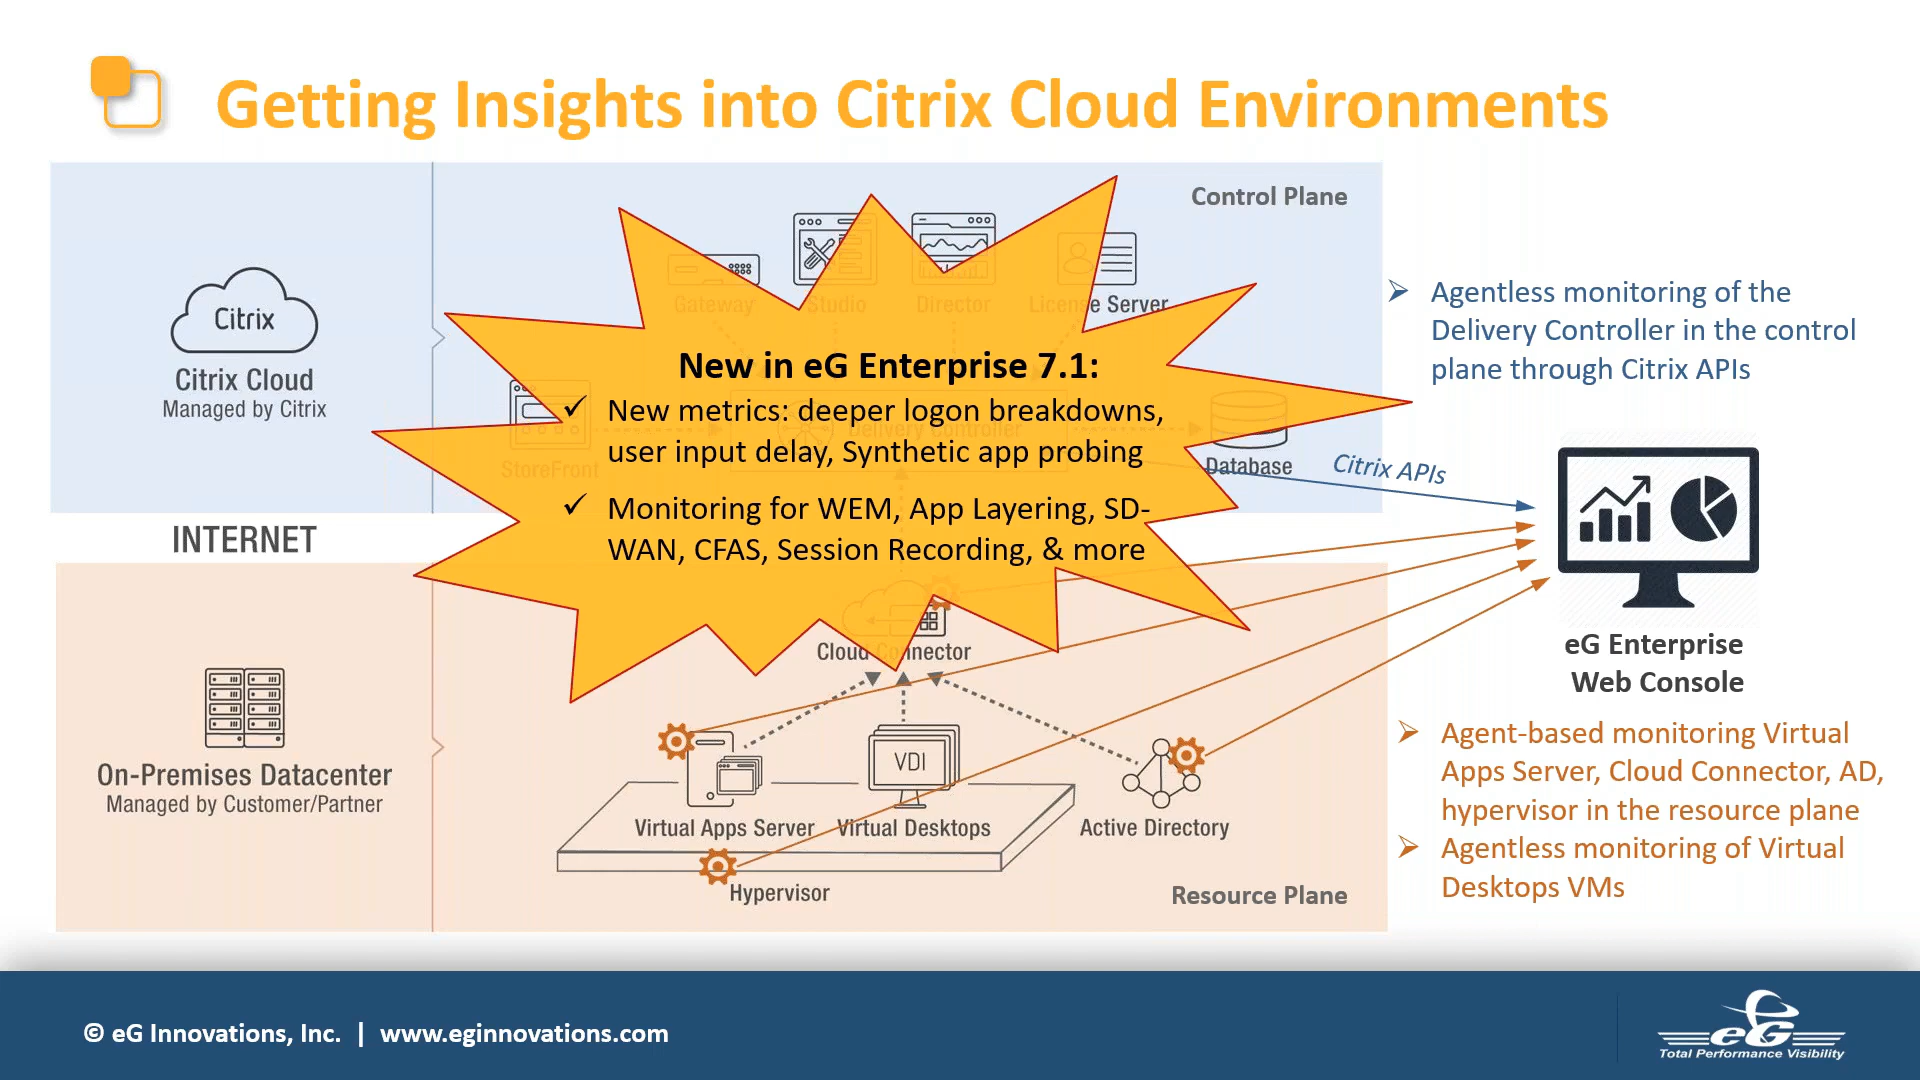 Getting Insights into Citrix Cloud Environments
Control Plane
Citrix
Citrix Cloud
Managed by Citrix
Gateway
Studio
Director
License Server
StoreFront
Delivery Controller
Database
Citrix APIs
New in eG Enterprise 7.1:
✓ New metrics: deeper logon breakdowns,
user input delay, Synthetic app probing
✓ Monitoring for WEM, App Layering, SD-
WAN, CFAS, Session Recording, & more
➢ Agentless monitoring of the
Delivery Controller in the control
plane through Citrix APIs
INTERNET
eG Enterprise
Web Console
On-Premises Datacenter
Managed by Customer/Partner
Cloud Connector
VDI
Virtual Apps Server
Virtual Desktops
Active Directory
Hypervisor
Resource Plane
➢ Agent-based monitoring Virtual
Apps Server, Cloud Connector, AD,
hypervisor in the resource plane
➢ Agentless monitoring of Virtual
Desktops VMs
© eG Innovations, Inc. | www.eginnovations.com
eG
Total Performance Visibility